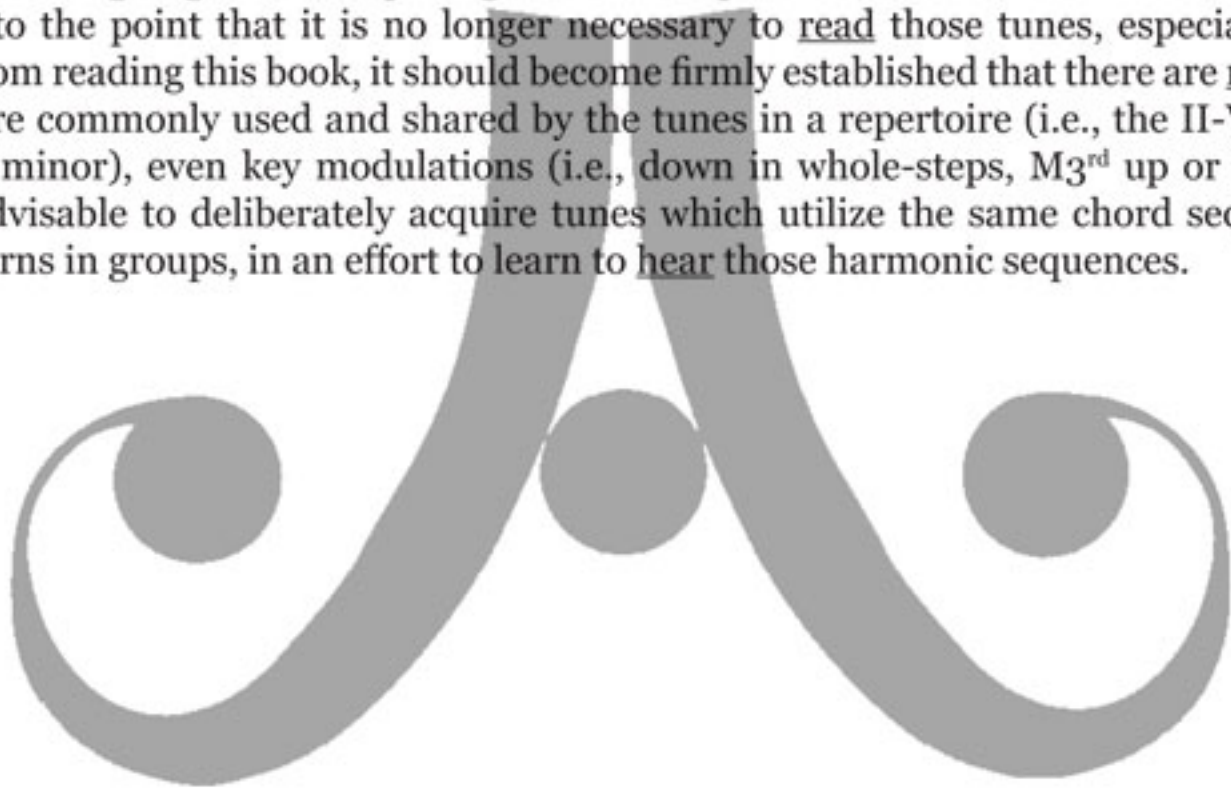 to the point that it is no longer necessary to read those tunes, especia
om reading this book, it should become firmly established that there are
re commonly used and shared by the tunes in a repertoire (i.e., the II-
minor), even key modulations (i.e., down in whole-steps, M3rd up or
dvisable to deliberately acquire tunes which utilize the same chord sec
rns in groups, in an effort to learn to hear those harmonic sequences.